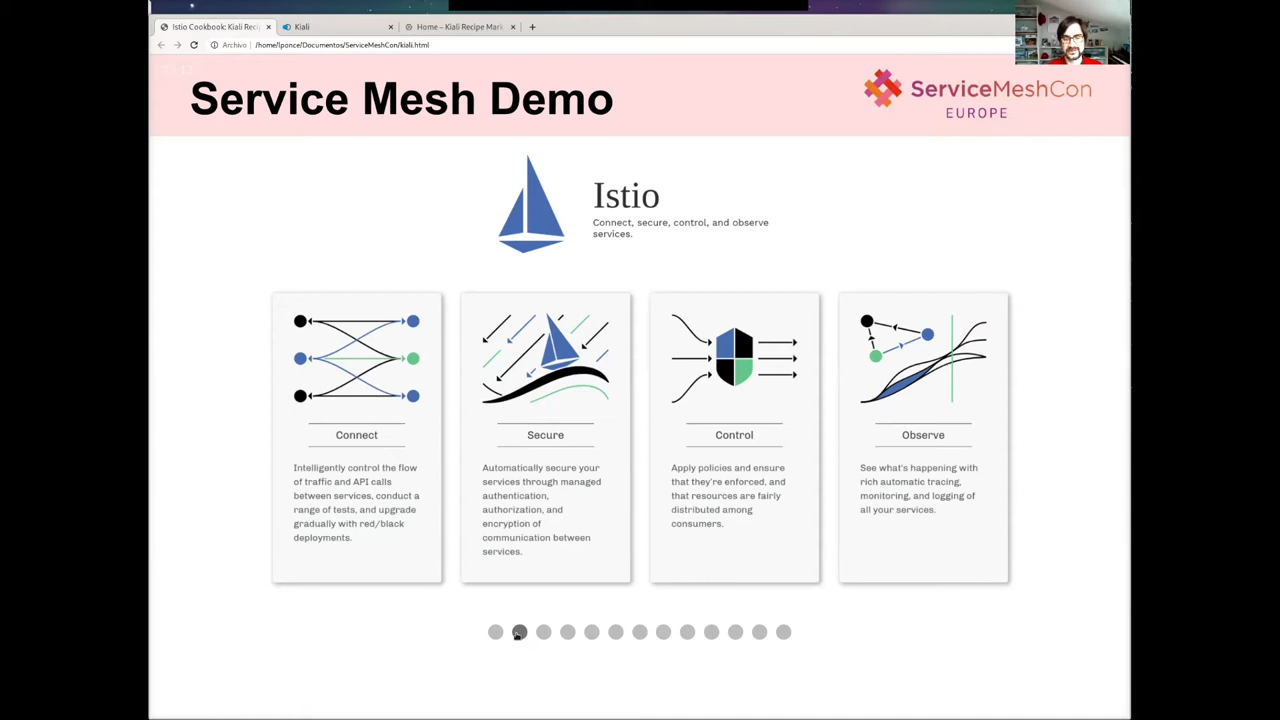 Istio Cookbook: Kiali Reci
Kiali
Home – Kiali Recipe Mark
Archivo
/home/lponce/Documentos/ServiceMeshCon/kiali.html
Service Mesh Demo
ServiceMeshCon
EUROPE
Istio
Connect, secure, control, and observe
services.
Connect
Intelligently control the flow
of traffic and API calls
between services, conduct a
range of tests, and upgrade
gradually with red/black
deployments.
Secure
Automatically secure your
services through managed
authentication,
authorization, and
encryption of
communication between
services.
Control
Apply policies and ensure
that they're enforced, and
that resources are fairly
distributed among
consumers.
Observe
See what's happening with
rich automatic tracing,
monitoring, and logging of
all your services.